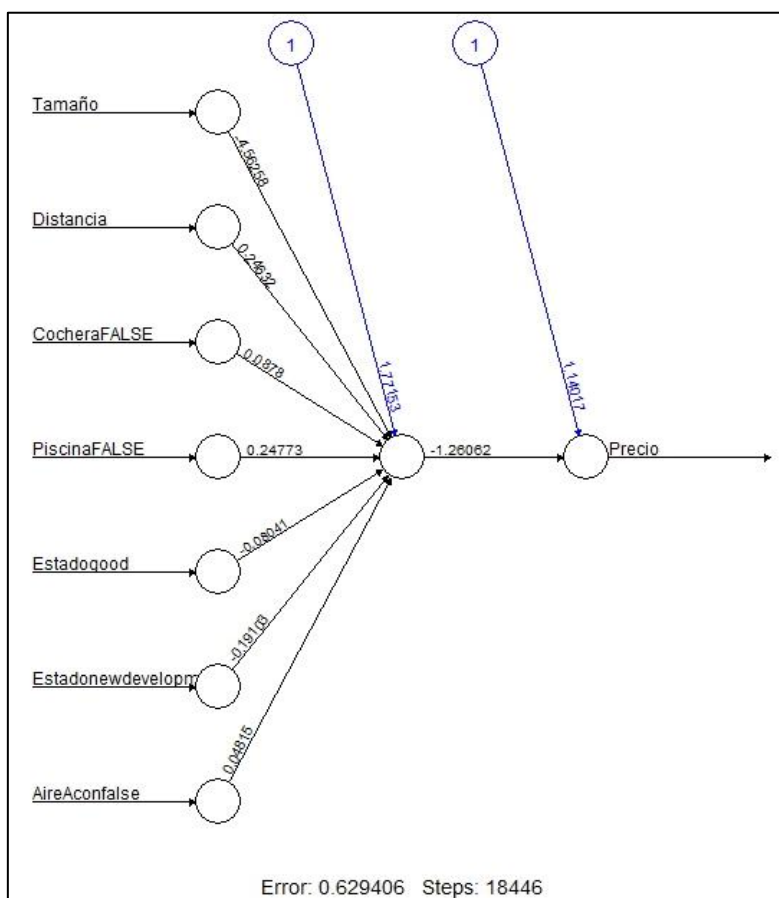 1
1
Tamaño
-4.56258
Distancia
0.24632
CocheraFALSE
0.0878
1.77153
1.14017
PiscinaFALSE
0.24773
-1.26062
Precio
Estadogood
-0.08041
Estadonewdevelopm
-0.19103
AireAconfalse
0.04815
Error: 0.629406 Steps: 18446